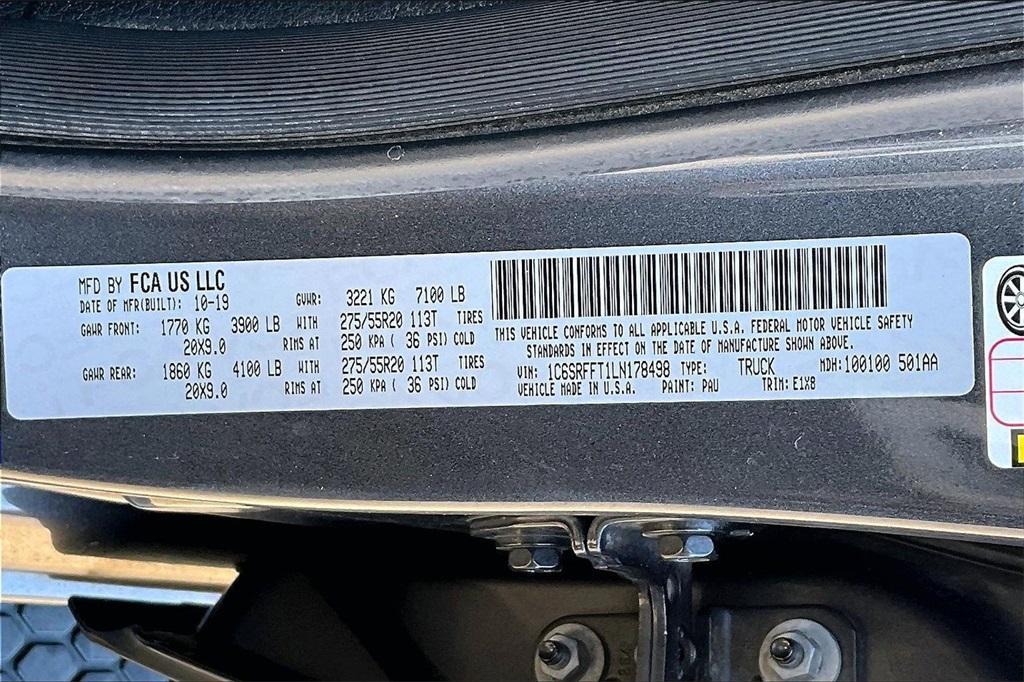 MFD BY FCA US LLC
DATE OF MFR(BUILT): 10-19 GVWR: 3221 KG 7100 LB
GAWR FRONT: 1770 KG 3900 LB WITH 275/55R20 113T TIRES
20X9.0 RIMS AT 250 KPA ( 36 PSI) COLD
GAWR REAR: 1860 KG 4100 LB WITH 275/55R20 113T TIRES
20X9.0 RIMS AT 250 KPA ( 36 PSI) COLD
THIS VEHICLE CONFORMS TO ALL APPLICABLE U.S.A. FEDERAL MOTOR VEHICLE SAFETY
STANDARDS IN EFFECT ON THE DATE OF MANUFACTURE SHOWN ABOVE.
VIN: 1C6SRFFT1LN178498 TYPE: TRUCK MDH: 100100 501AA
VEHICLE MADE IN U.S.A. PAINT: PAU TRIM: E1X8